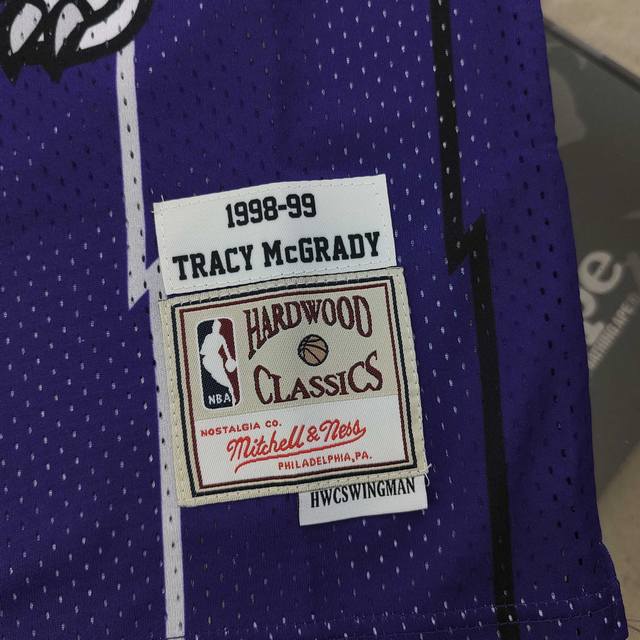 1998-99
TRACY McGRADY
HARDWOOD
CLASSICS
NBA
NOSTALGIA CO.
Mitchell & Ness
PHILADELPHIA, PA.
HWCSWINGMAN